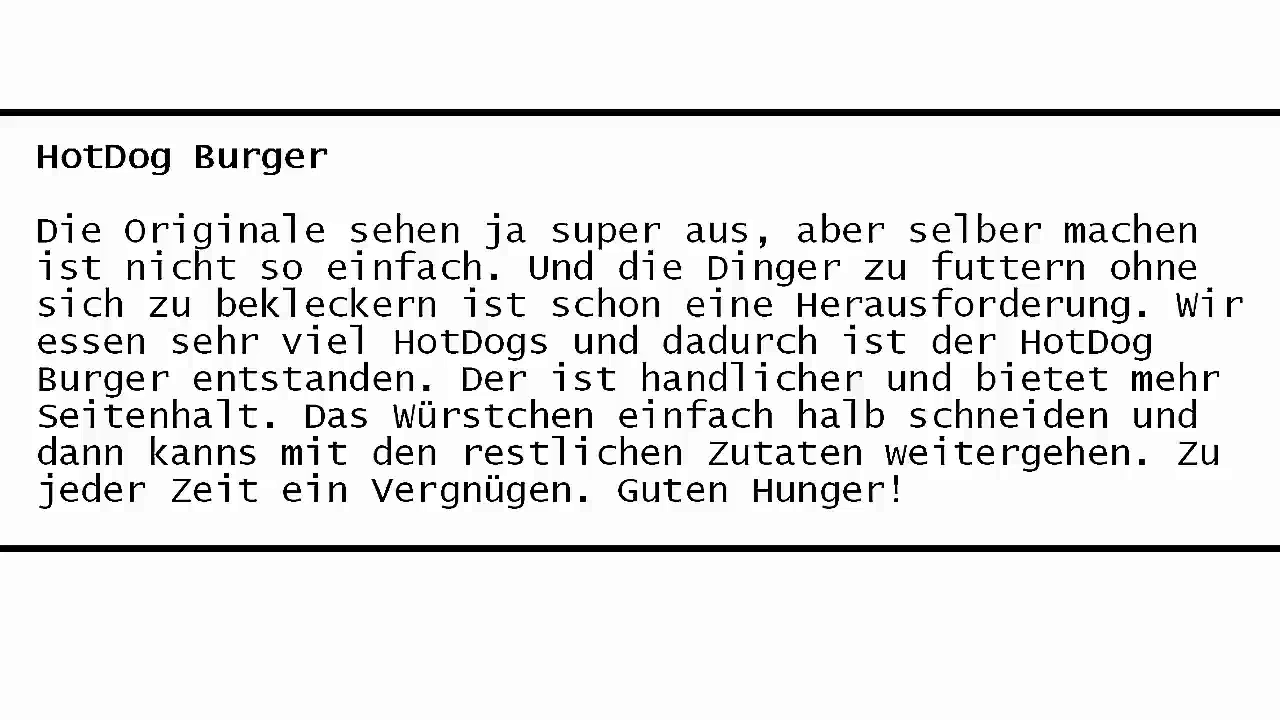 HotDog Burger
Die Originale sehen ja super aus, aber selber machen
ist nicht so einfach. Und die Dinger zu futtern ohne
sich zu bekleckern ist schon eine Herausforderung. Wir
essen sehr viel HotDogs und dadurch ist der HotDog
Burger entstanden. Der ist handlicher und bietet mehr
Seitenhalt. Das Würstchen einfach halb schneiden und
dann kanns mit den restlichen Zutaten weitergehen. Zu
jeder Zeit ein Vergnügen. Guten Hunger!